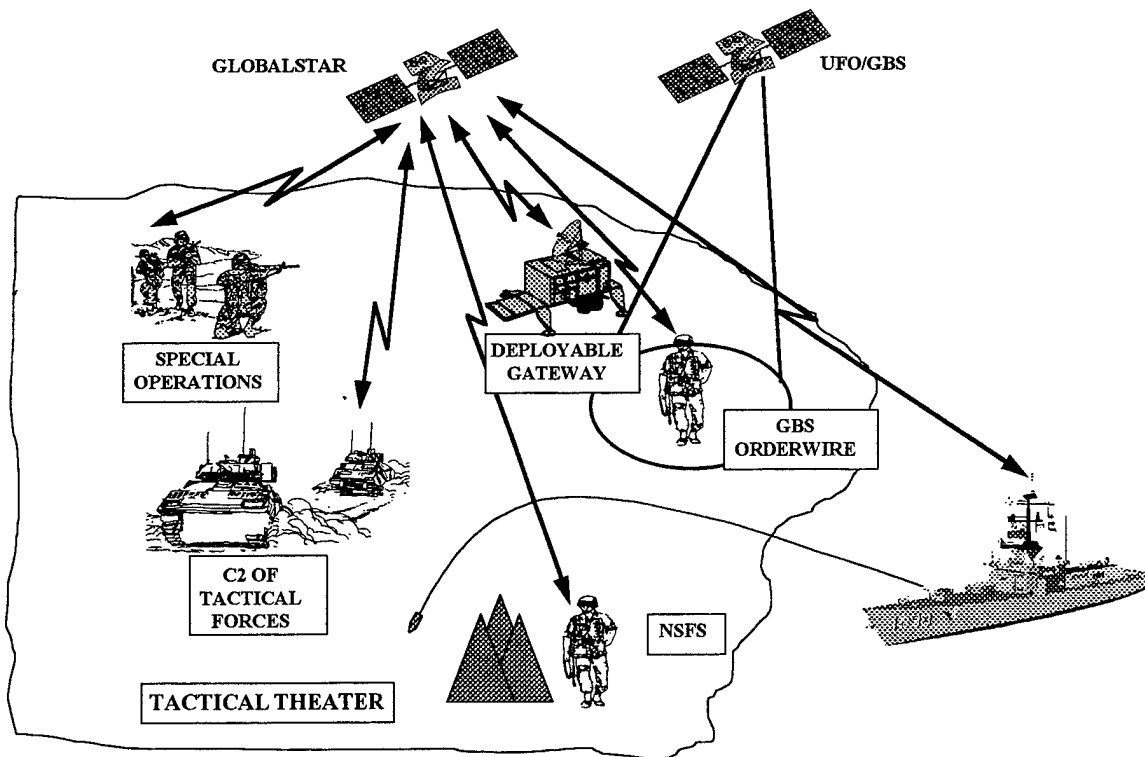 GLOBALSTAR
UFO/GBS
SPECIAL
OPERATIONS
DEPLOYABLE
GATEWAY
GBS
ORDERWIRE
C2 OF
TACTICAL
FORCES
NSFS
TACTICAL THEATER